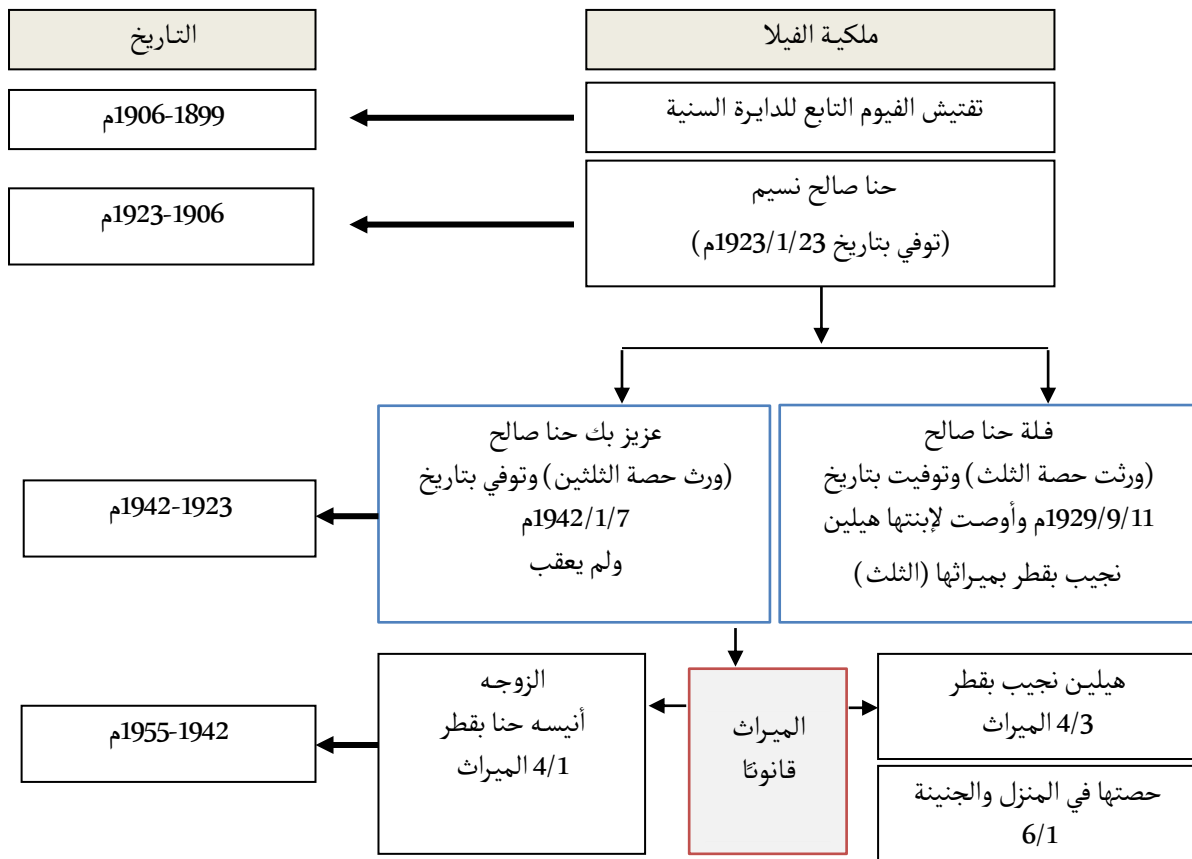 ملكية الفيلا
التاريخ
تفتيش الفيوم التابع للدايرة السنية
1899-1906م
حنا صالح نسيم
(توفي بتاريخ 1923/1/23م)
1906-1923م
فلة حنا صالح
(ورثت حصة الثلث) وتوفيت بتاريخ
1929/9/11م وأوصت لإبنتها هيلين
نجيب بقطر بميراثها (الثلث)
عزيز بك حنا صالح
(ورث حصة الثلثين) وتوفي بتاريخ
1942/1/7م
ولم يعقب
1923-1942م
هيلين نجيب بقطر
4/3 الميراث
حصتها في المنزل والجنينة
6/1
الميراث
قانونًا
الزوجه
أنيسه حنا بقطر
4/1 الميراث
1942-1955م